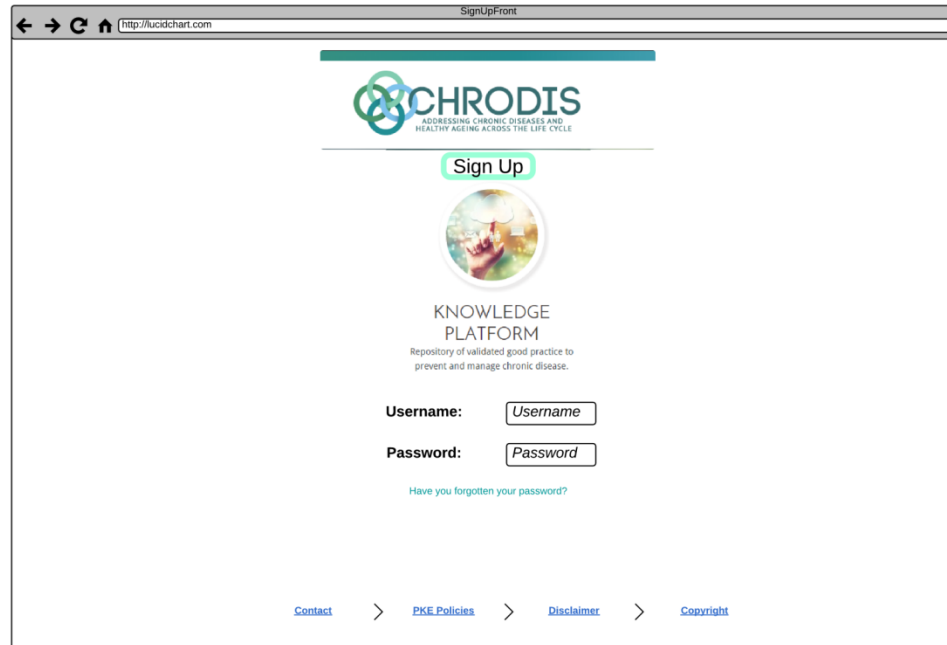 SignUpFront
http://lucidchart.com
CHRODIS
ADDRESSING CHRONIC DISEASES AND
HEALTHY AGEING ACROSS THE LIFE CYCLE
Sign Up
KNOWLEDGE
PLATFORM
Repository of validated good practice to
prevent and manage chronic disease.
Username: Username
Password: Password
Have you forgotten your password?
Contact PKE Policies Disclaimer Copyright